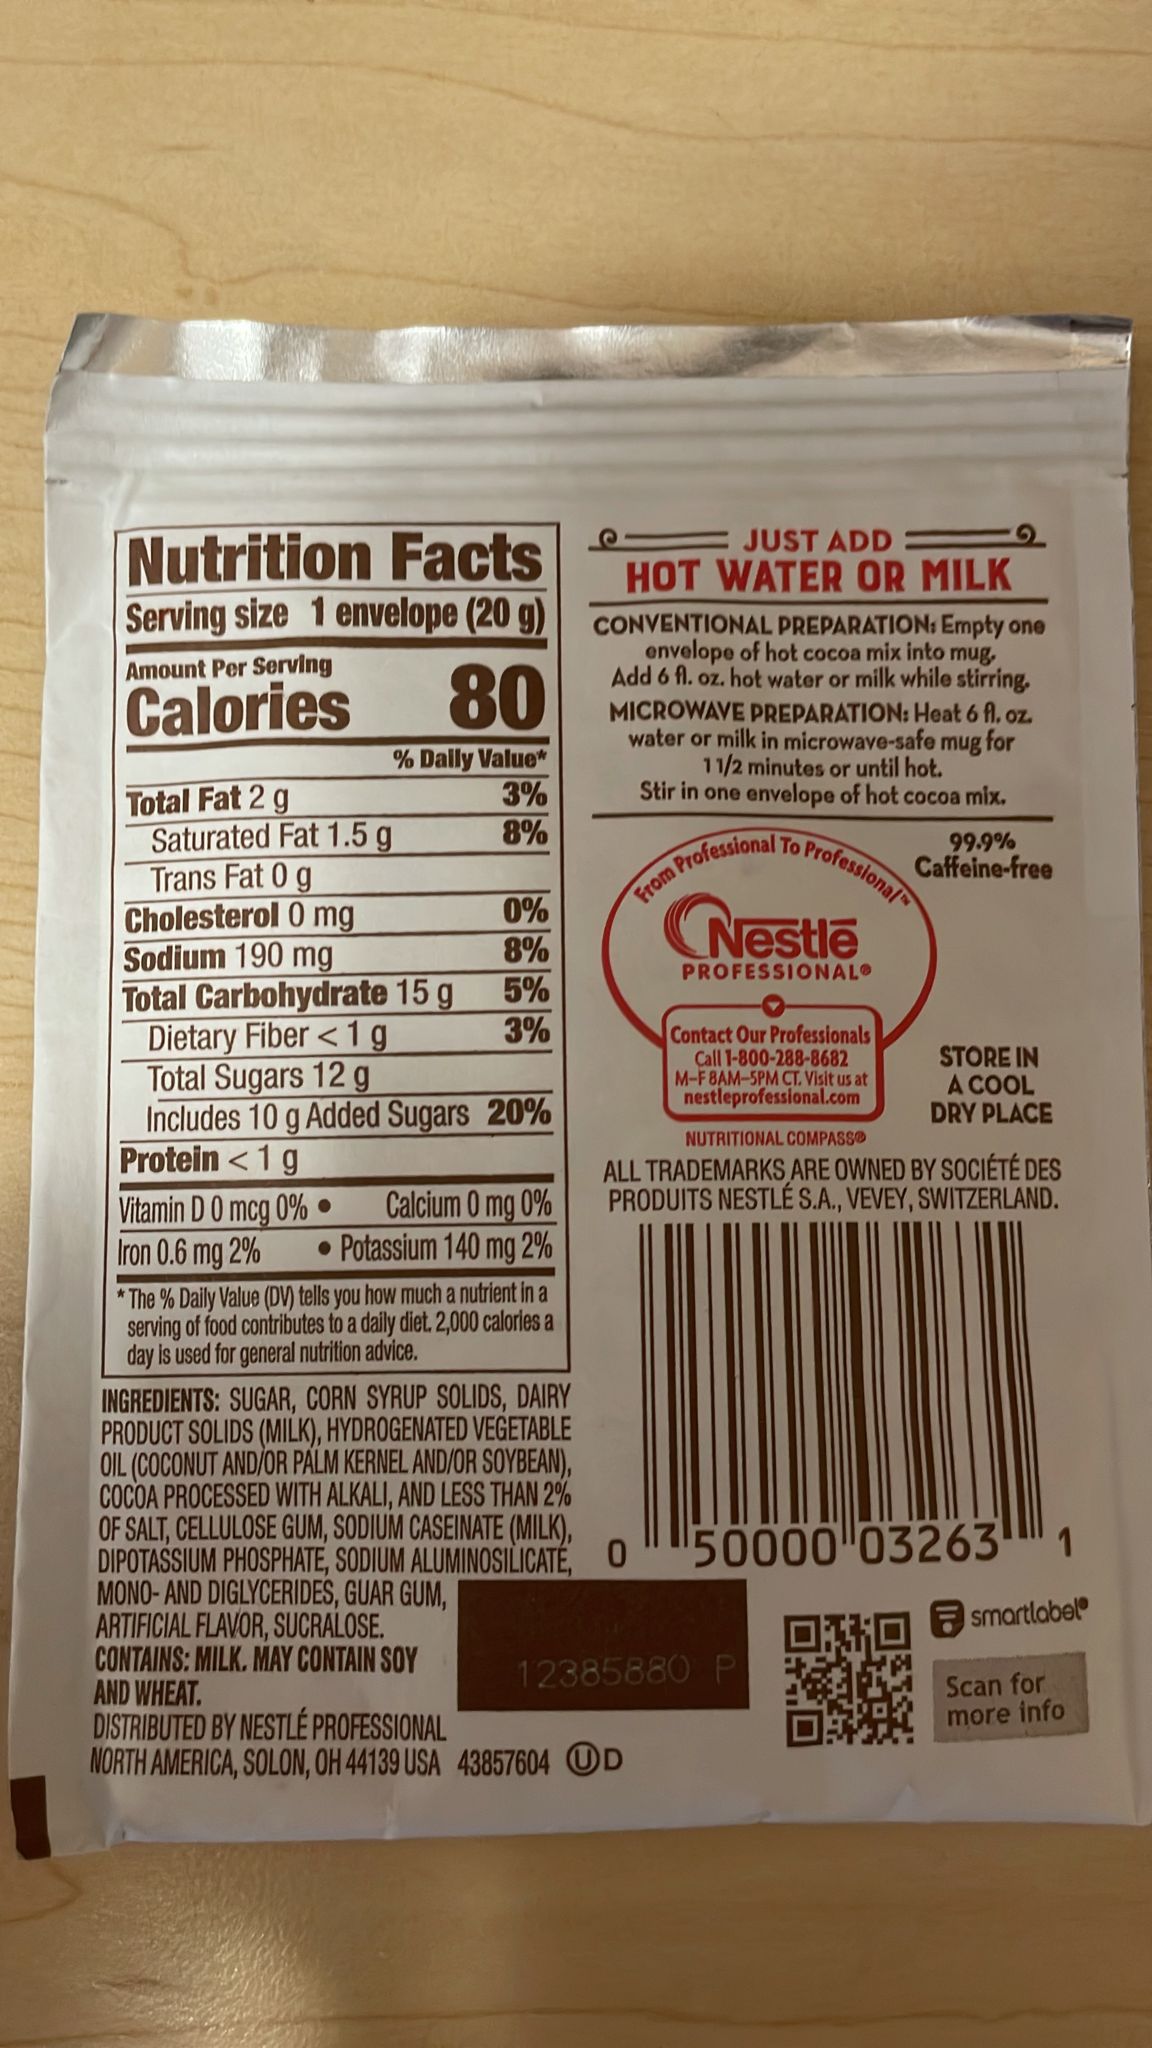 Nutrition Facts
Serving size 1 envelope (20 g)
Amount Per Serving
Calories 80
% Daily Value*
Total Fat 2 g 3%
Saturated Fat 1.5 g 8%
Trans Fat 0 g
Cholesterol 0 mg 0%
Sodium 190 mg 8%
Total Carbohydrate 15 g 5%
Dietary Fiber < 1 g 3%
Total Sugars 12 g
Includes 10 g Added Sugars 20%
Protein < 1 g
Vitamin D 0 mcg 0% • Calcium 0 mg 0%
Iron 0.6 mg 2% • Potassium 140 mg 2%
* The % Daily Value (DV) tells you how much a nutrient in a
serving of food contributes to a daily diet. 2,000 calories a
day is used for general nutrition advice.
INGREDIENTS: SUGAR, CORN SYRUP SOLIDS, DAIRY
PRODUCT SOLIDS (MILK), HYDROGENATED VEGETABLE
OIL (COCONUT AND/OR PALM KERNEL AND/OR SOYBEAN),
COCOA PROCESSED WITH ALKALI, AND LESS THAN 2%
OF SALT, CELLULOSE GUM, SODIUM CASEINATE (MILK),
DIPOTASSIUM PHOSPHATE, SODIUM ALUMINOSILICATE,
MONO- AND DIGLYCERIDES, GUAR GUM,
ARTIFICIAL FLAVOR, SUCRALOSE.
CONTAINS: MILK. MAY CONTAIN SOY
AND WHEAT.
DISTRIBUTED BY NESTLÉ PROFESSIONAL
NORTH AMERICA, SOLON, OH 44139 USA 43857604 ⓊD
12385880 P
JUST ADD
HOT WATER OR MILK
CONVENTIONAL PREPARATION: Empty one
envelope of hot cocoa mix into mug.
Add 6 fl. oz. hot water or milk while stirring.
MICROWAVE PREPARATION: Heat 6 fl. oz.
water or milk in microwave-safe mug for
1 1/2 minutes or until hot.
Stir in one envelope of hot cocoa mix.
99.9%
Caffeine-free
From Professional To Professional™
Nestlé
PROFESSIONAL®
Contact Our Professionals
Call 1-800-288-8682
M-F 8AM-5PM CT. Visit us at
nestleprofessional.com
STORE IN
A COOL
DRY PLACE
NUTRITIONAL COMPASS®
ALL TRADEMARKS ARE OWNED BY SOCIÉTÉ DES
PRODUITS NESTLÉ S.A., VEVEY, SWITZERLAND.
0 50000 03263 1
smartlabel®
Scan for
more info